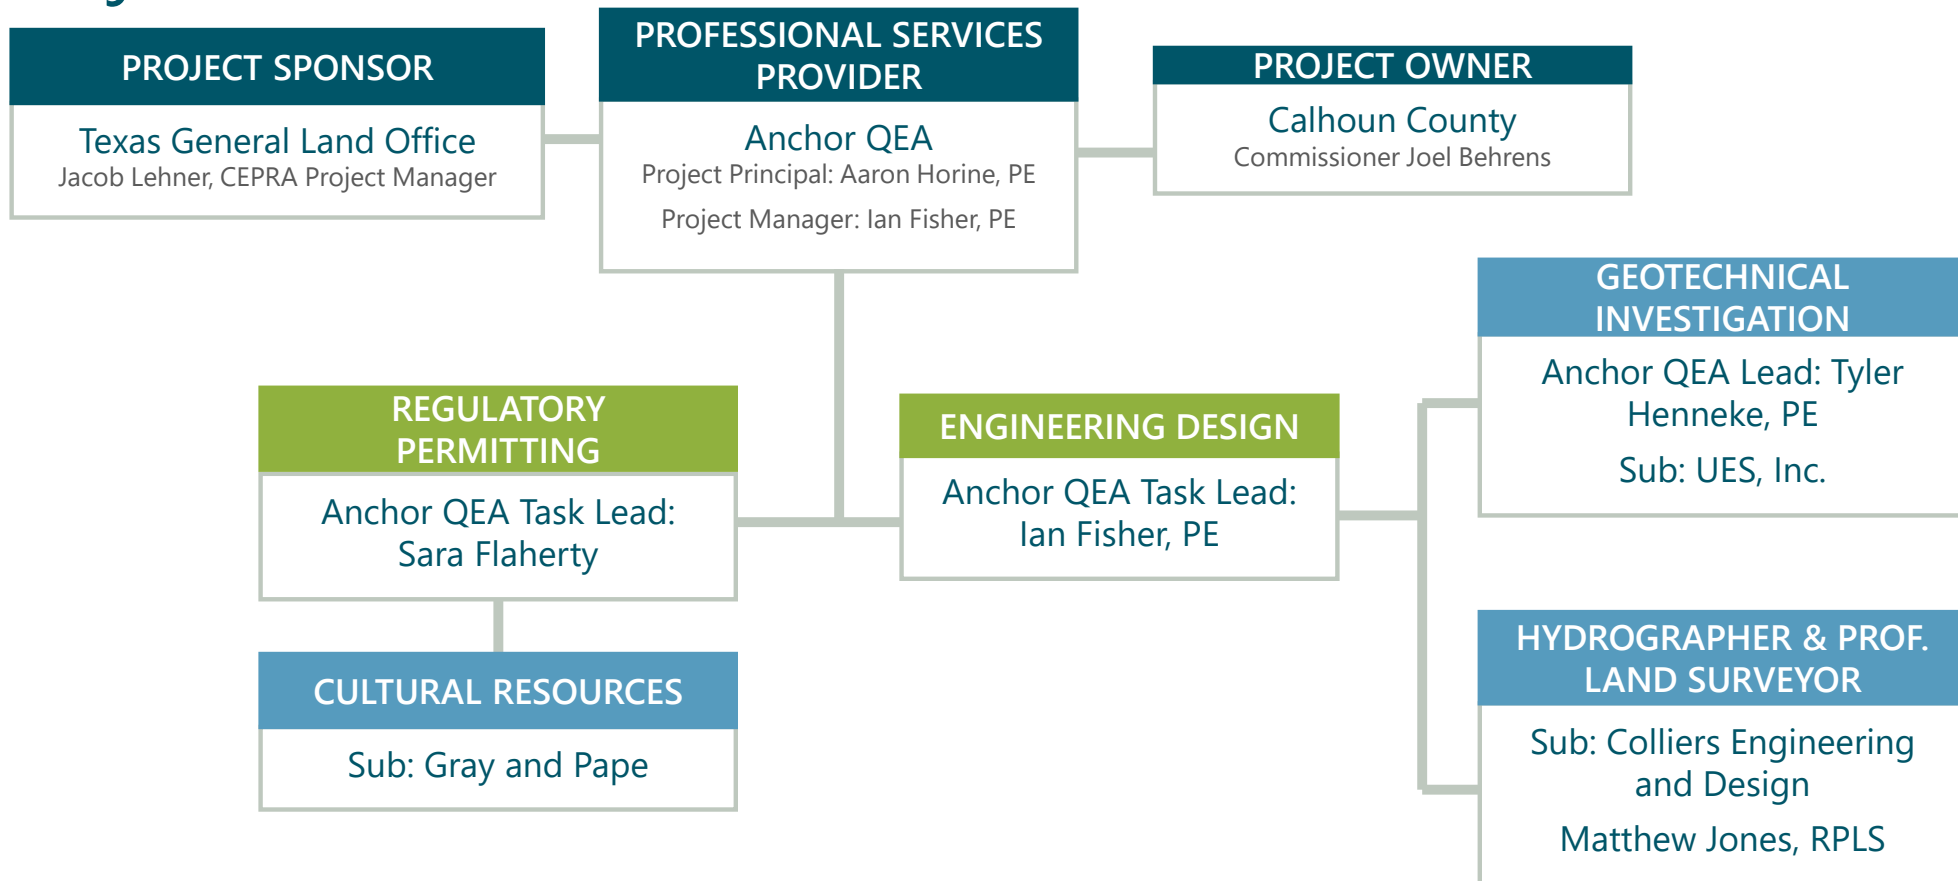 PROJECT SPONSOR
Texas General Land Office
Jacob Lehner, CEPRA Project Manager
PROFESSIONAL SERVICES
PROVIDER
Anchor QEA
Project Principal: Aaron Horine, PE
Project Manager: Ian Fisher, PE
PROJECT OWNER
Calhoun County
Commissioner Joel Behrens
REGULATORY
PERMITTING
Anchor QEA Task Lead:
Sara Flaherty
CULTURAL RESOURCES
Sub: Gray and Pape
ENGINEERING DESIGN
Anchor QEA Task Lead:
Ian Fisher, PE
GEOTECHNICAL
INVESTIGATION
Anchor QEA Lead: Tyler
Henneke, PE
Sub: UES, Inc.
HYDROGRAPHER & PROF.
LAND SURVEYOR
Sub: Colliers Engineering
and Design
Matthew Jones, RPLS